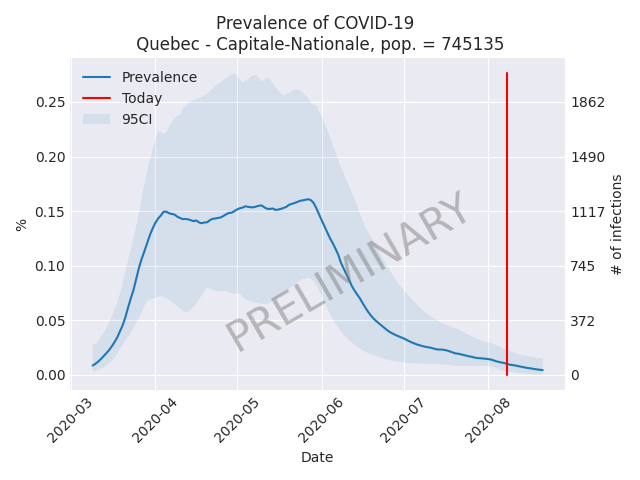 Prevalence of COVID-19
Quebec - Capitale-Nationale, pop. = 745135
Prevalence
Today
95CI
0.25
0.20
0.15
0.10
0.05
0.00
%
1862
1490
1117
745
372
0
# of infections
PRELIMINARY
2020-03
2020-04
2020-05
2020-06
2020-07
2020-08
Date